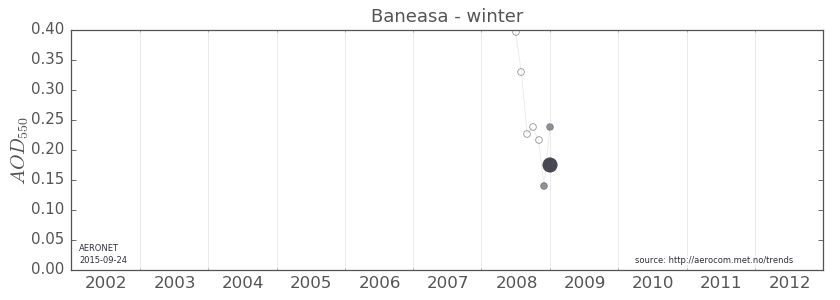 Baneasa - winter
0.40
0.35
0.30
0.25
0.20
0.15
0.10
0.05
0.00
AOD550
AERONET
2015-09-24
source: http://aerocom.met.no/trends
2002 2003 2004 2005 2006 2007 2008 2009 2010 2011 2012